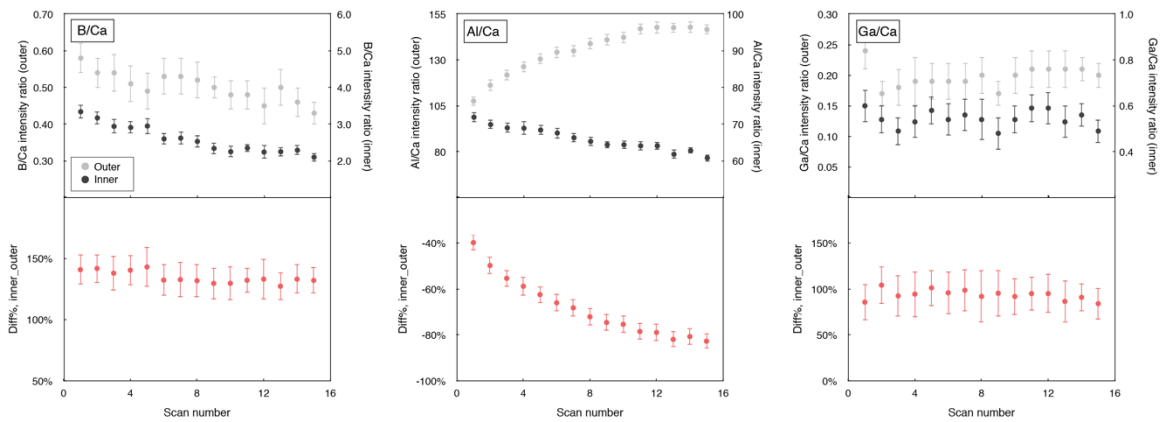 B/Ca
0.70
0.60
0.50
0.40
0.30
B/Ca intensity ratio (outer)
6.0
5.0
4.0
3.0
2.0
B/Ca intensity ratio (inner)
Outer
Inner
150%
100%
50%
Diff%, inner_outer
0 4 8 12 16
Scan number
Al/Ca
155
130
105
80
Al/Ca intensity ratio (outer)
100
90
80
70
60
Al/Ca intensity ratio (inner)
-40%
-60%
-80%
-100%
Diff%, inner_outer
0 4 8 12 16
Scan number
Ga/Ca
0.30
0.25
0.20
0.15
0.10
0.05
Ga/Ca intensity ratio (outer)
1.0
0.8
0.6
0.4
Ga/Ca intensity ratio (inner)
150%
100%
50%
0%
Diff%, inner_outer
0 4 8 12 16
Scan number